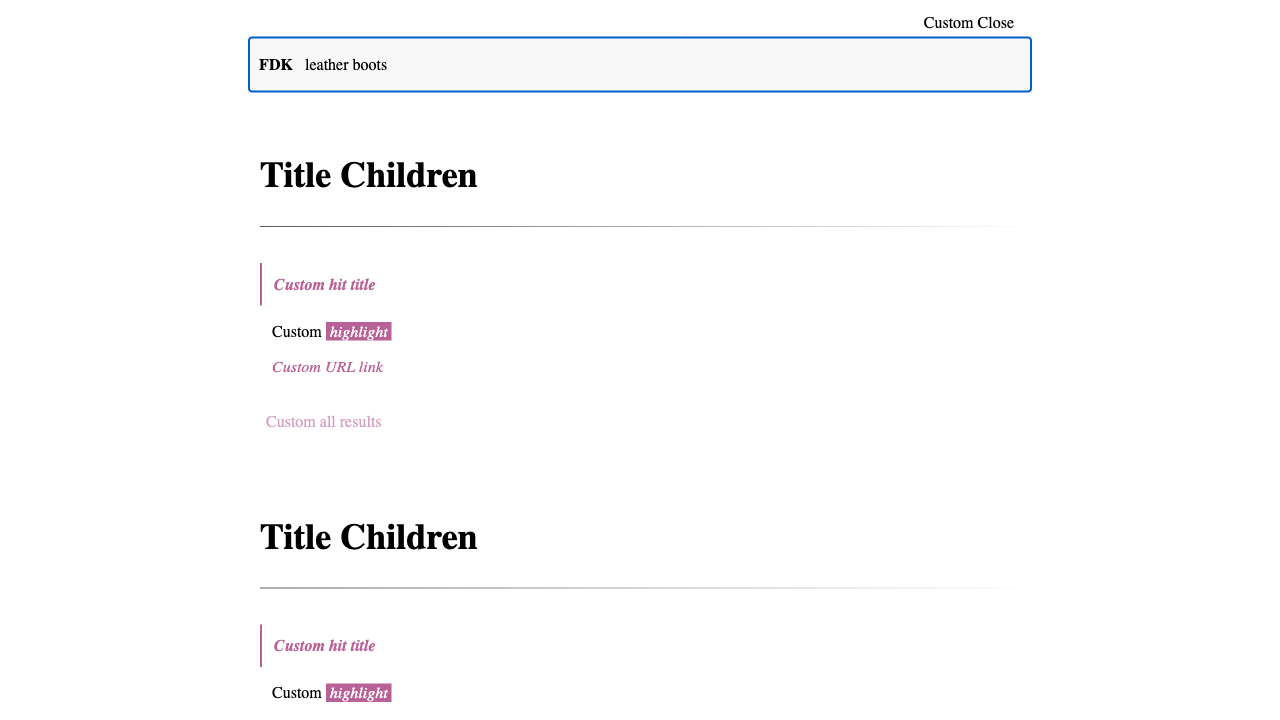 Custom Close
FDK leather boots
Title Children
Custom hit title
Custom highlight
Custom URL link
Custom all results
Title Children
Custom hit title
Custom highlight